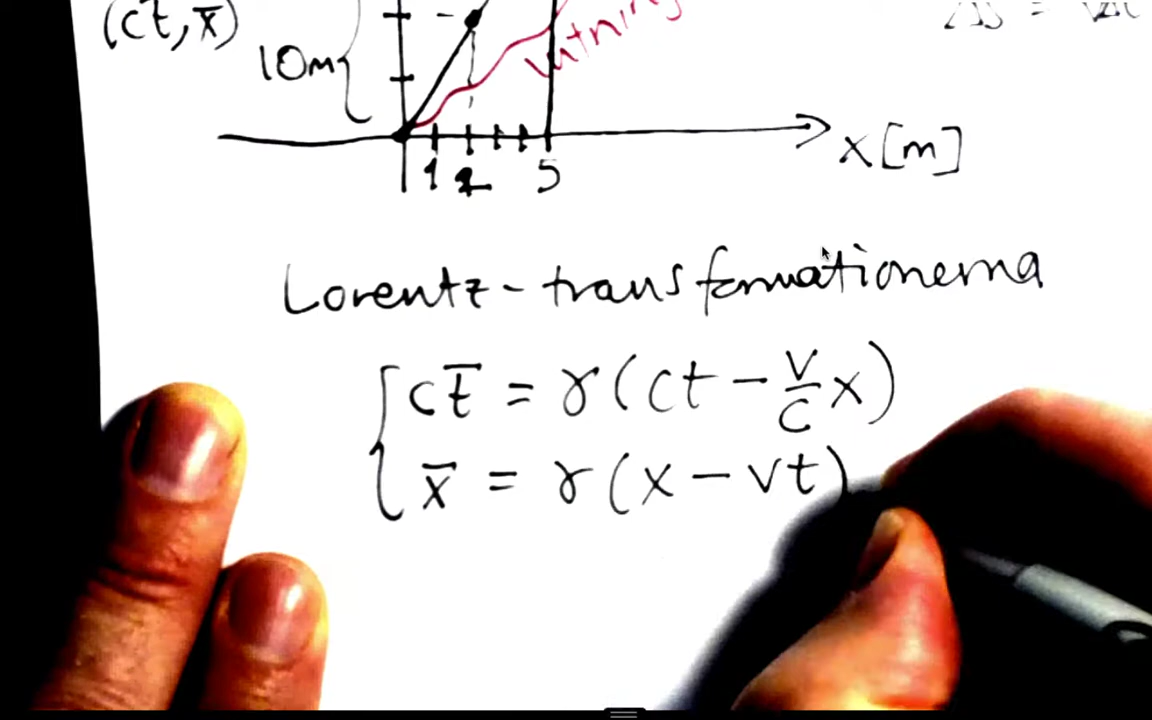 (ct̄, x̄)
10m
1 2 5
x [m]
Lorentz-transformationerna
ct̄ = γ(ct - v/c x)
x̄ = γ(x - vt)